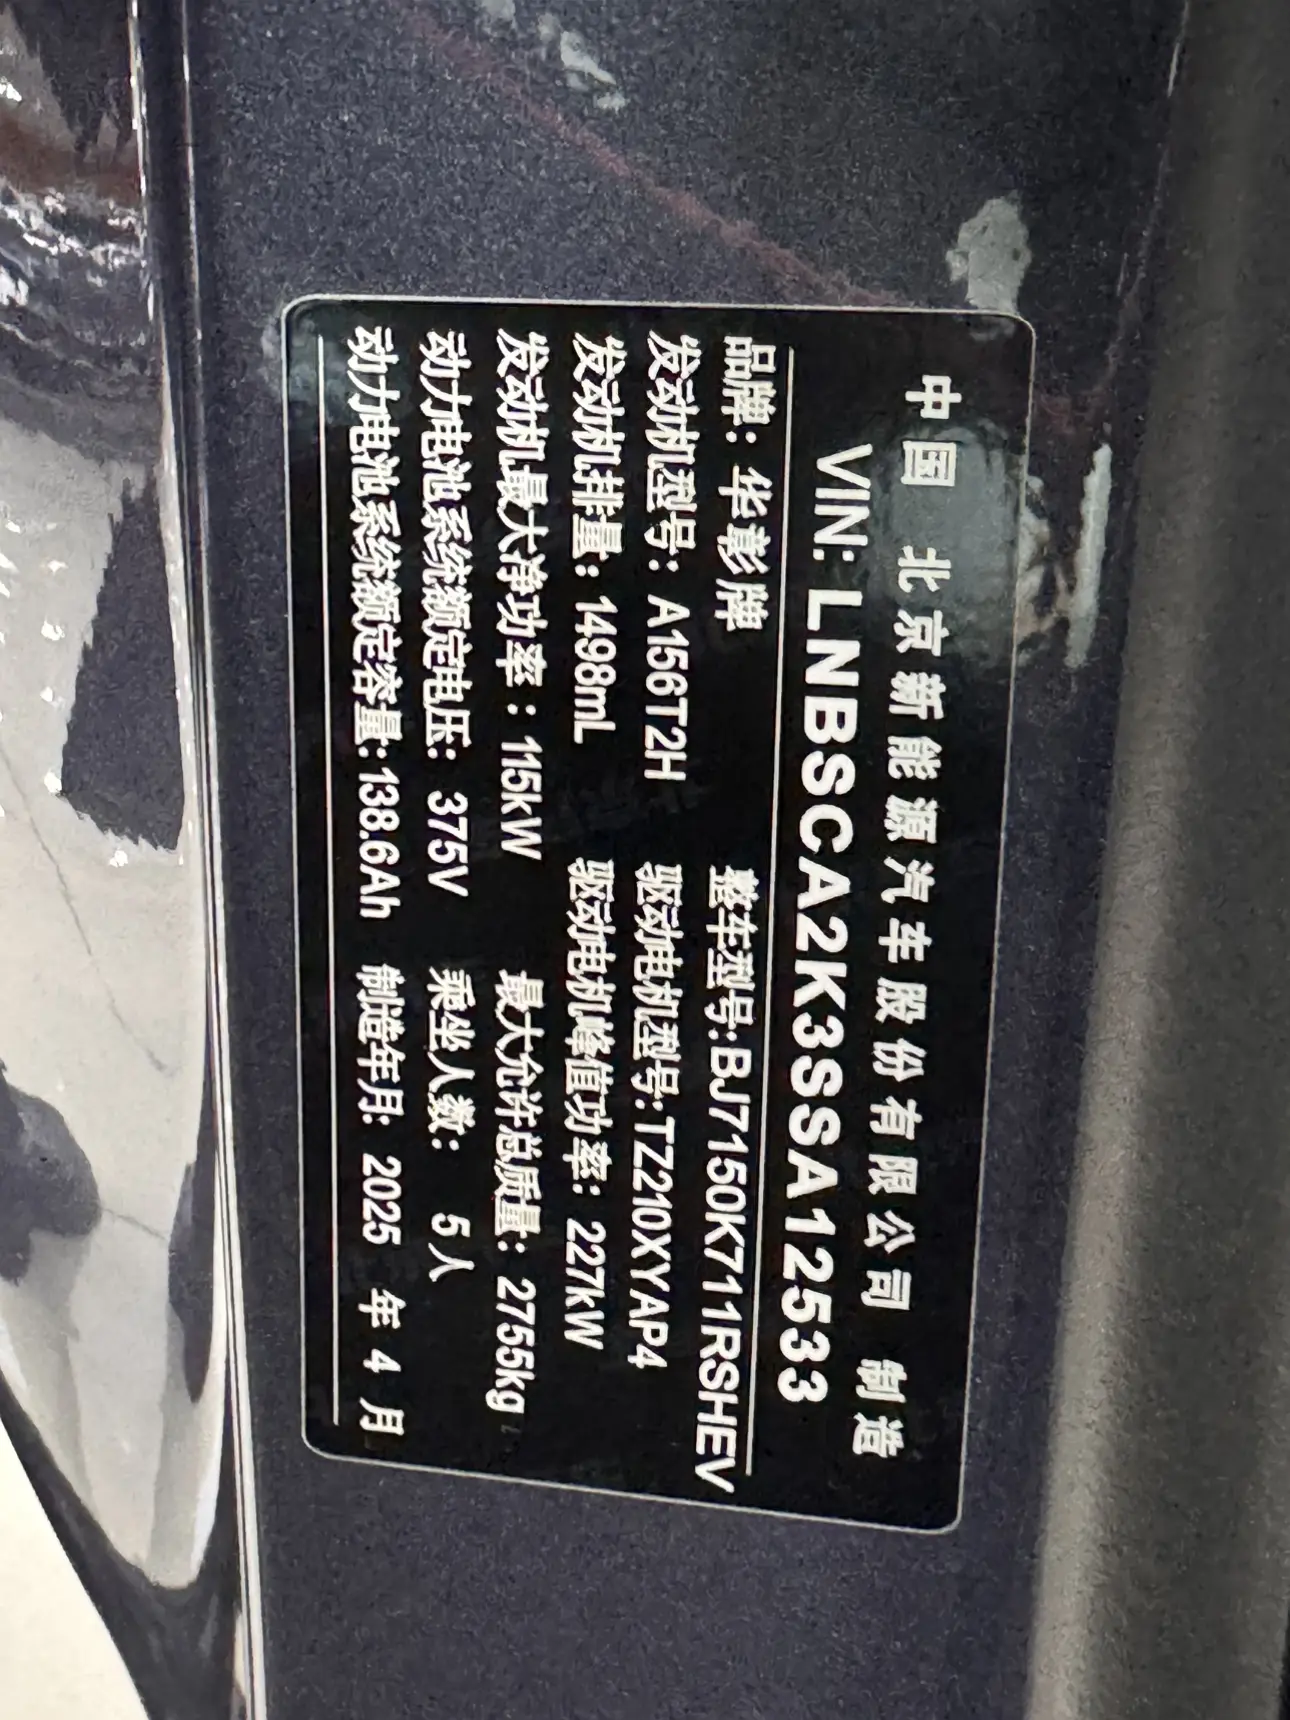 中国 北京新能源汽车股份有限公司 制造
VIN: LNBSCA2K3SSA12533
品牌: 华彭牌 整车型号: BJ7150K711RSHEV
发动机型号: A156T2H 驱动电机型号: TZ210XYAP4
发动机排量: 1498mL 驱动电机峰值功率: 227kW
发动机最大净功率: 115kW 最大允许总质量: 2755kg
动力电池系统额定电压: 375V 乘坐人数: 5人
动力电池系统额定容量: 138.6Ah 制造年月: 2025 年 4 月